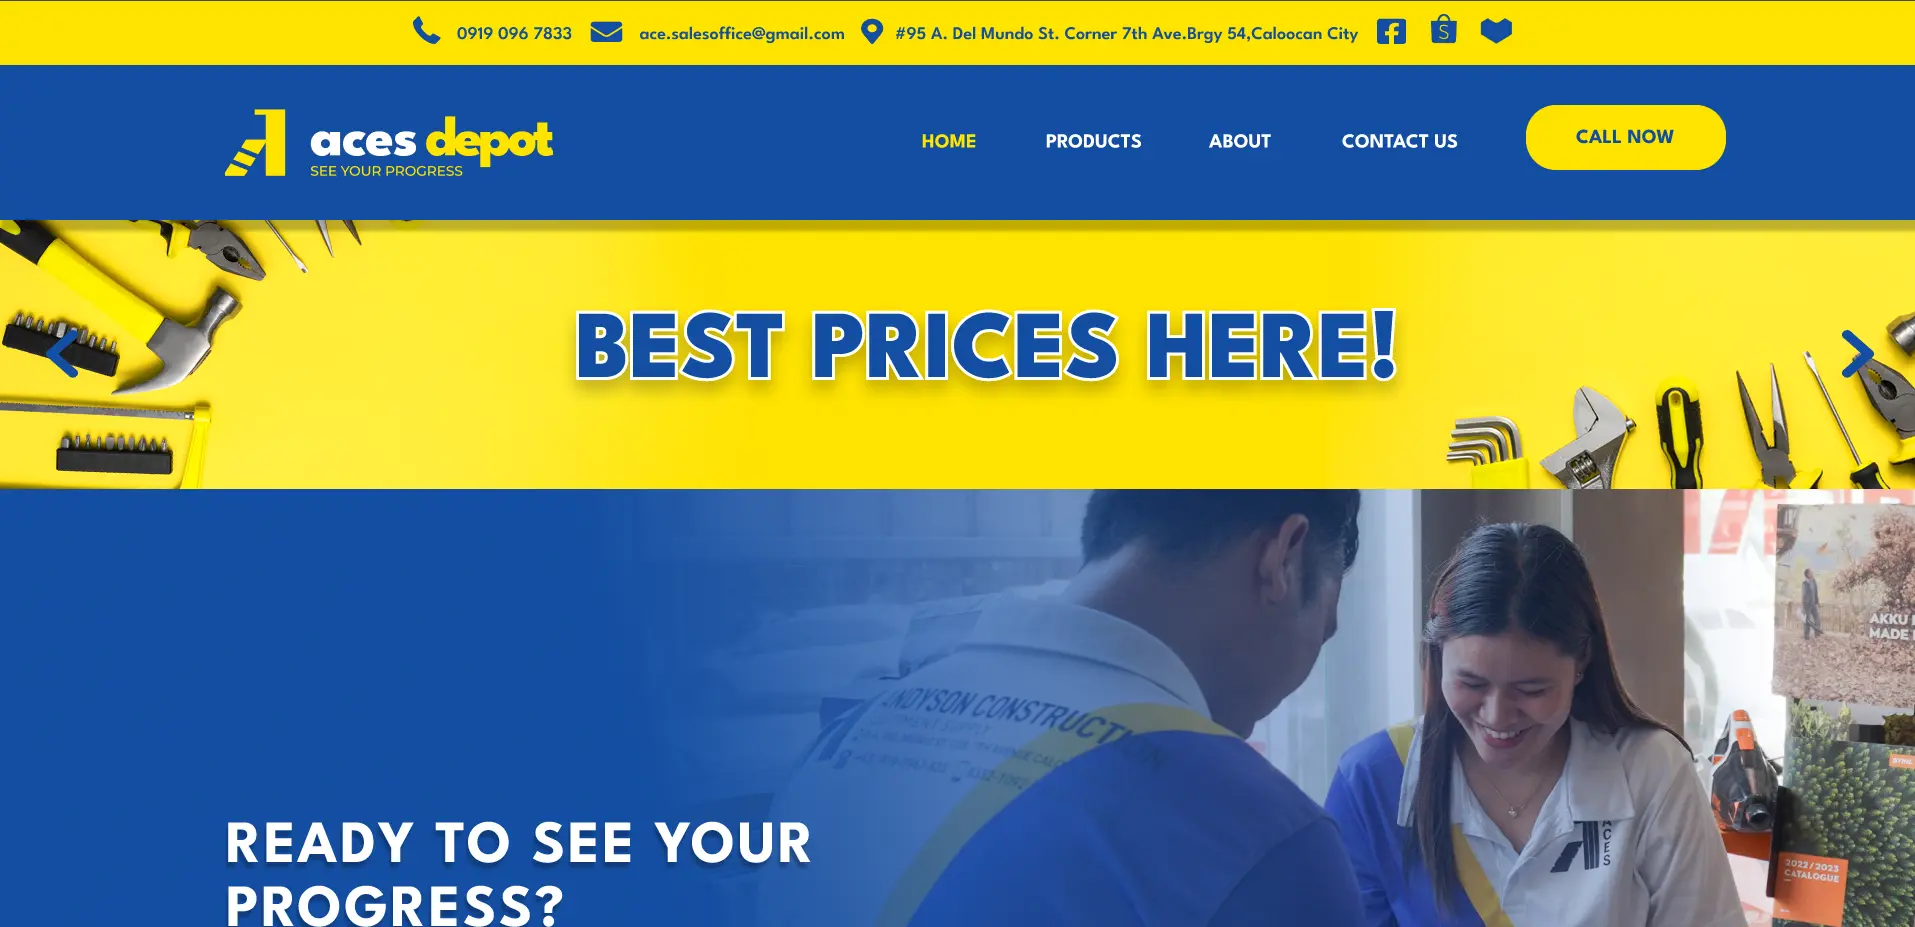 0919 096 7833 ace.salesoffice@gmail.com #95 A. Del Mundo St. Corner 7th Ave.Brgy 54,Caloocan City
aces depot
SEE YOUR PROGRESS
HOME PRODUCTS ABOUT CONTACT US CALL NOW
BEST PRICES HERE!
NDYSON CONSTRUCTION
AKKU
MADE
STIHL
ACES
2022/2023
CATALOGUE
READY TO SEE YOUR
PROGRESS?